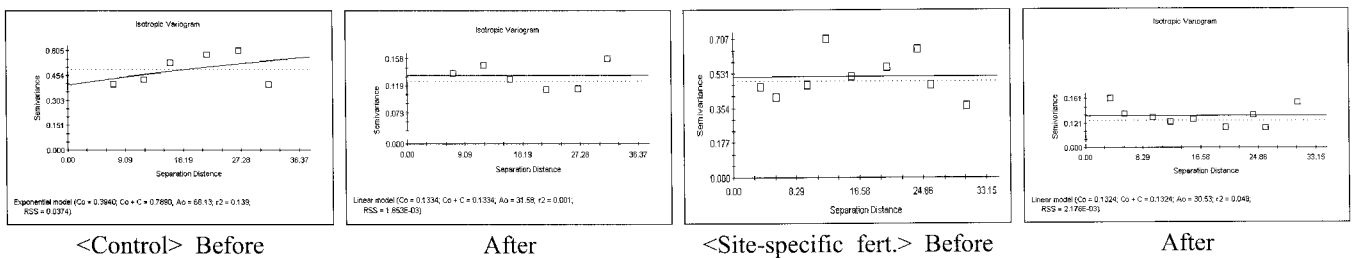 Isotropic Variogram
Semivariance
0.605
0.454
0.303
0.151
0.000
0.00 9.09 18.19 27.28 36.37
Separation Distance
Exponential model (Co = 0.3940; Co + C = 0.7890; Ao = 68.13; r2 = 0.139;
RSS = 0.0374)
<Control> Before
Isotropic Variogram
Semivariance
0.158
0.119
0.079
0.000
0.00 9.09 18.19 27.28 36.37
Separation Distance
Linear model (Co = 0.1334; Co + C = 0.1334; Ao = 31.58; r2 = 0.001;
RSS = 1.653E-03)
After
Isotropic Variogram
Semivariance
0.707
0.531
0.354
0.177
0.000
0.00 8.29 16.58 24.86 33.15
Separation Distance
<Site-specific fert.> Before
Isotropic Variogram
Semivariance
0.161
0.121
0.000
0.00 8.29 16.58 24.86 33.15
Separation Distance
Linear model (Co = 0.1324; Co + C = 0.1324; Ao = 30.53; r2 = 0.049;
RSS = 2.176E-03)
After